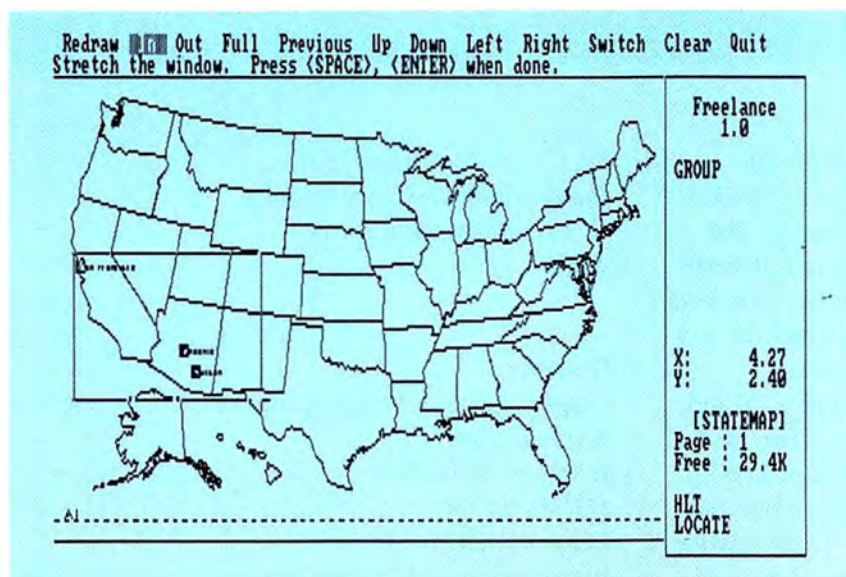 Redraw In Out Full Previous Up Down Left Right Switch Clear Quit
Stretch the window. Press <SPACE>, <ENTER> when done.
Freelance
1.0
GROUP
X: 4.27
Y: 2.40
[STATEMAP]
Page : 1
Free : 29.4K
HLT
LOCATE